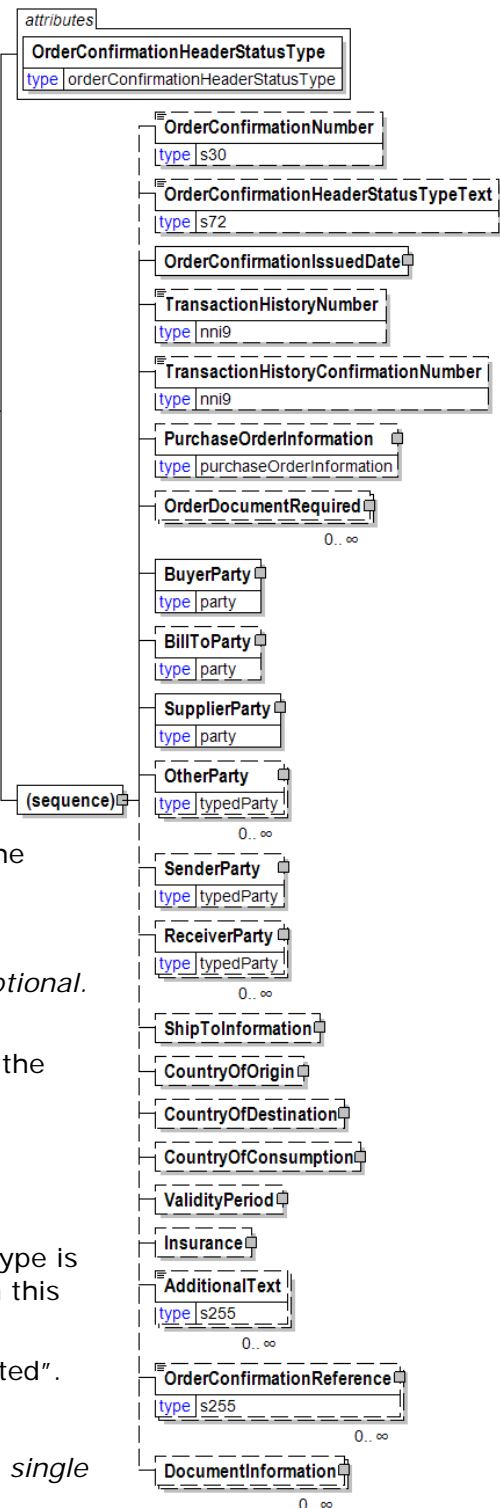 attributes
OrderConfirmationHeaderStatusType
type orderConfirmationHeaderStatusType
OrderConfirmationNumber
type s30
OrderConfirmationHeaderStatusTypeText
type s72
OrderConfirmationIssuedDate
TransactionHistoryNumber
type nni9
TransactionHistoryConfirmationNumber
type nni9
PurchaseOrderInformation
type purchaseOrderInformation
OrderDocumentRequired
0.. ∞
BuyerParty
type party
BillToParty
type party
SupplierParty
type party
OtherParty
type typedParty
0.. ∞
(sequence)
SenderParty
type typedParty
ReceiverParty
type typedParty
0.. ∞
ShipToInformation
CountryOfOrigin
CountryOfDestination
CountryOfConsumption
ValidityPeriod
Insurance
AdditionalText
type s255
0.. ∞
OrderConfirmationReference
type s255
0.. ∞
DocumentInformation
0.. ∞
ne
otional.
the
ype is
this
ted".
single